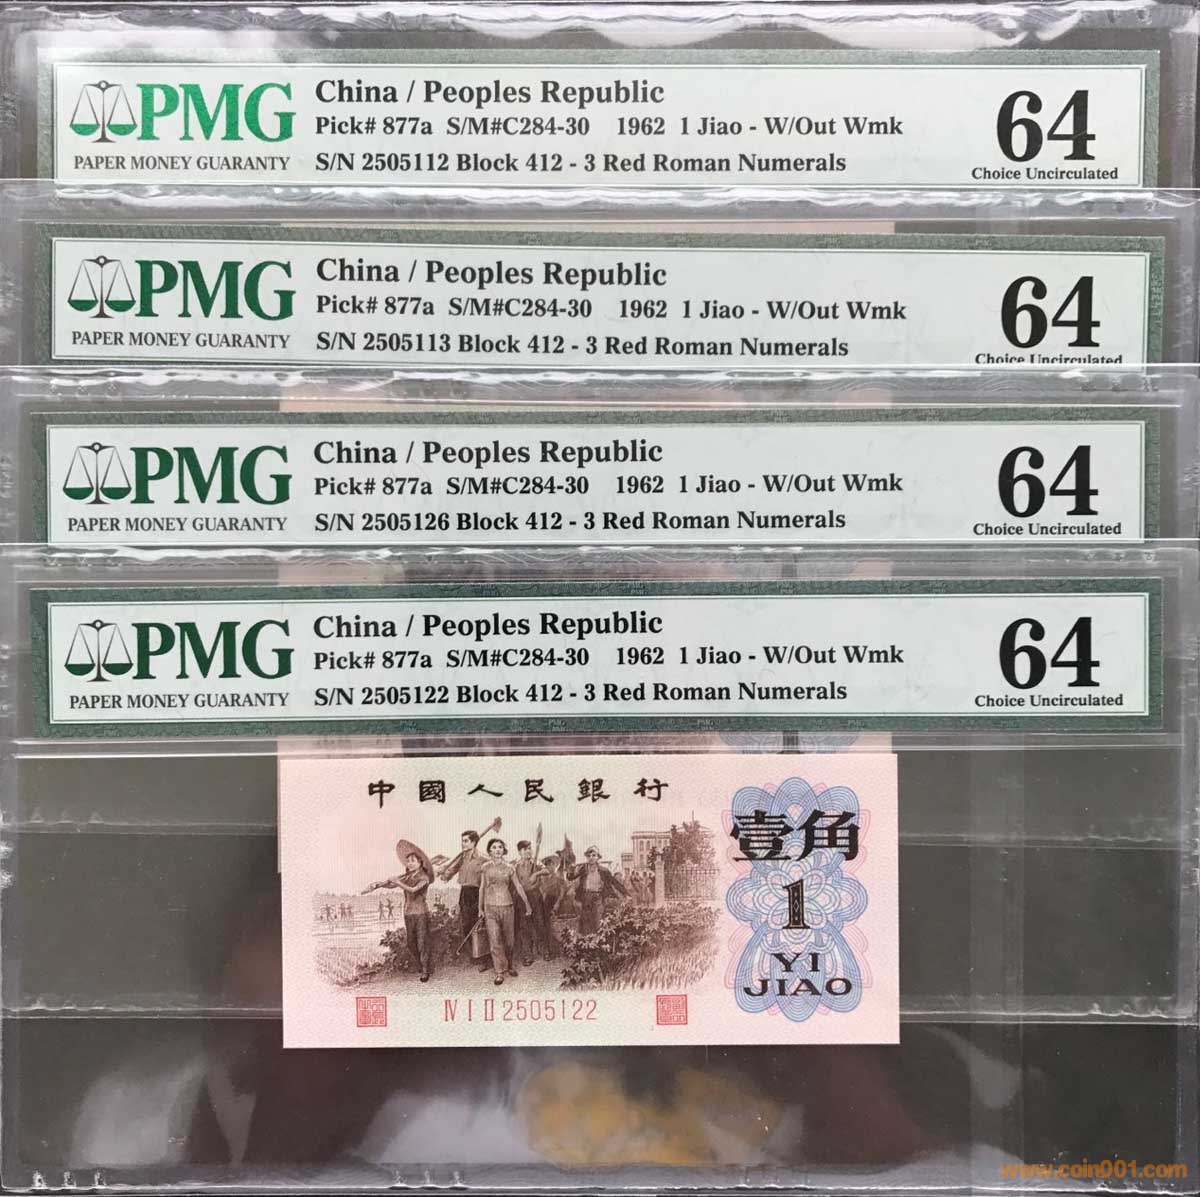 PMG
PAPER MONEY GUARANTY
China / Peoples Republic
Pick# 877a S/M#C284-30 1962 1 Jiao - W/Out Wmk
S/N 2505112 Block 412 - 3 Red Roman Numerals
64
Choice Uncirculated
PMG
PAPER MONEY GUARANTY
China / Peoples Republic
Pick# 877a S/M#C284-30 1962 1 Jiao - W/Out Wmk
S/N 2505113 Block 412 - 3 Red Roman Numerals
64
Choice Uncirculated
PMG
PAPER MONEY GUARANTY
China / Peoples Republic
Pick# 877a S/M#C284-30 1962 1 Jiao - W/Out Wmk
S/N 2505126 Block 412 - 3 Red Roman Numerals
64
Choice Uncirculated
PMG
PAPER MONEY GUARANTY
China / Peoples Republic
Pick# 877a S/M#C284-30 1962 1 Jiao - W/Out Wmk
S/N 2505122 Block 412 - 3 Red Roman Numerals
64
Choice Uncirculated
中國人民銀行
壹角
1
YI
JIAO
Ⅳ Ⅰ Ⅱ 2505122
www.coin001.com